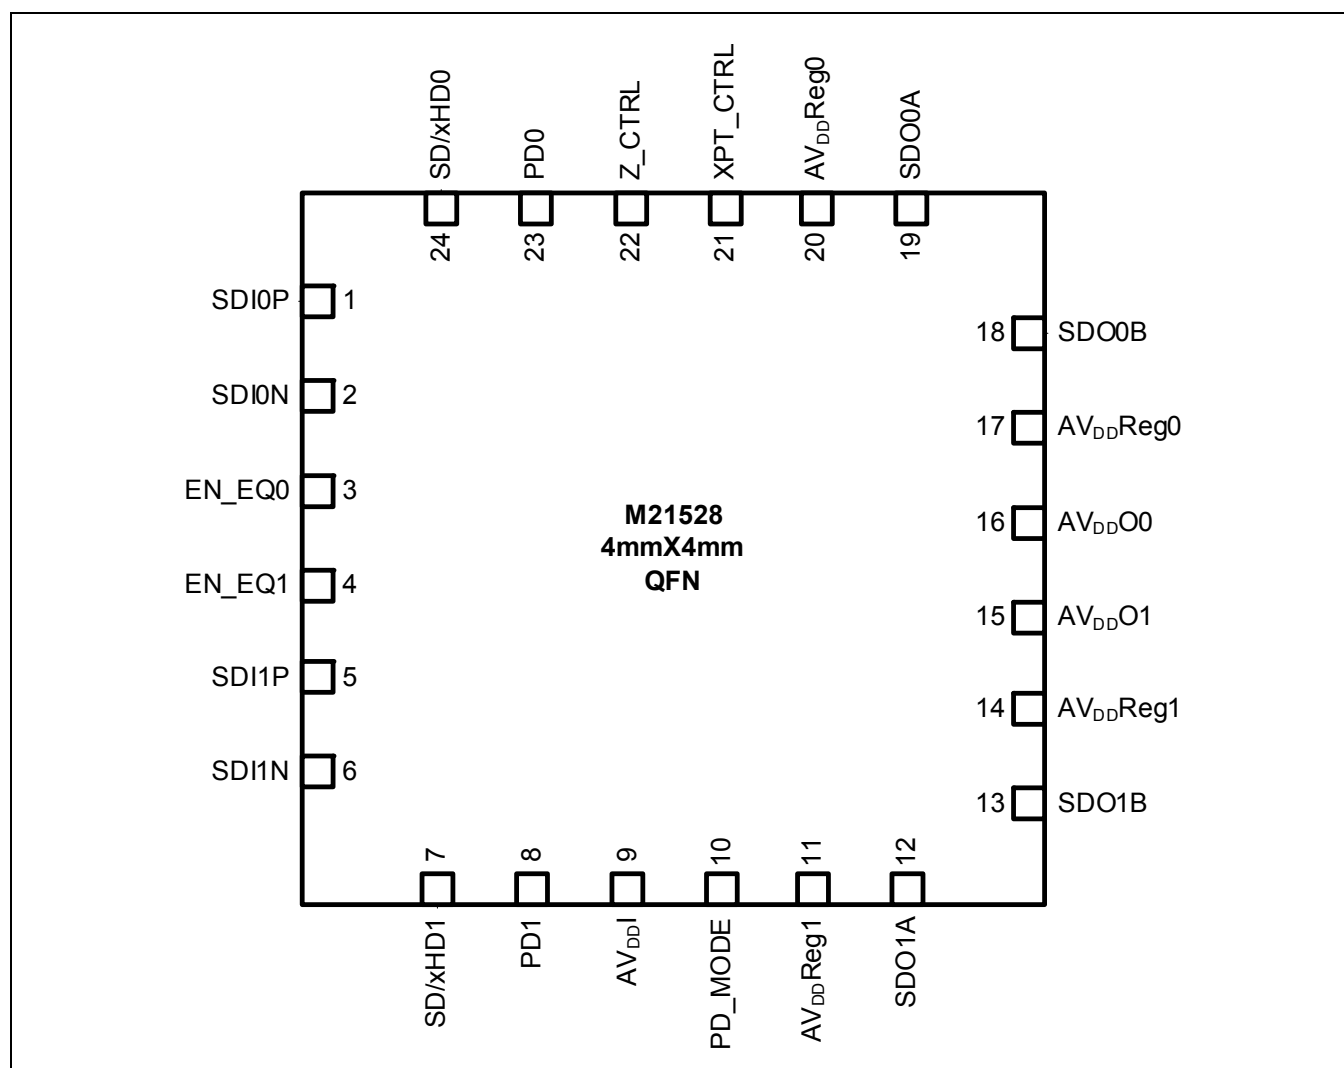 SD/xHD0
PD0
Z_CTRL
XPT_CTRL
AVDDReg0
SDO0A
24
23
22
21
20
19
SDI0P 1
SDI0N 2
EN_EQ0 3
EN_EQ1 4
SDI1P 5
SDI1N 6
M21528
4mmX4mm
QFN
18 SDO0B
17 AVDDReg0
16 AVDDO0
15 AVDDO1
14 AVDDReg1
13 SDO1B
7
8
9
10
11
12
SD/xHD1
PD1
AVDDI
PD_MODE
AVDDReg1
SDO1A